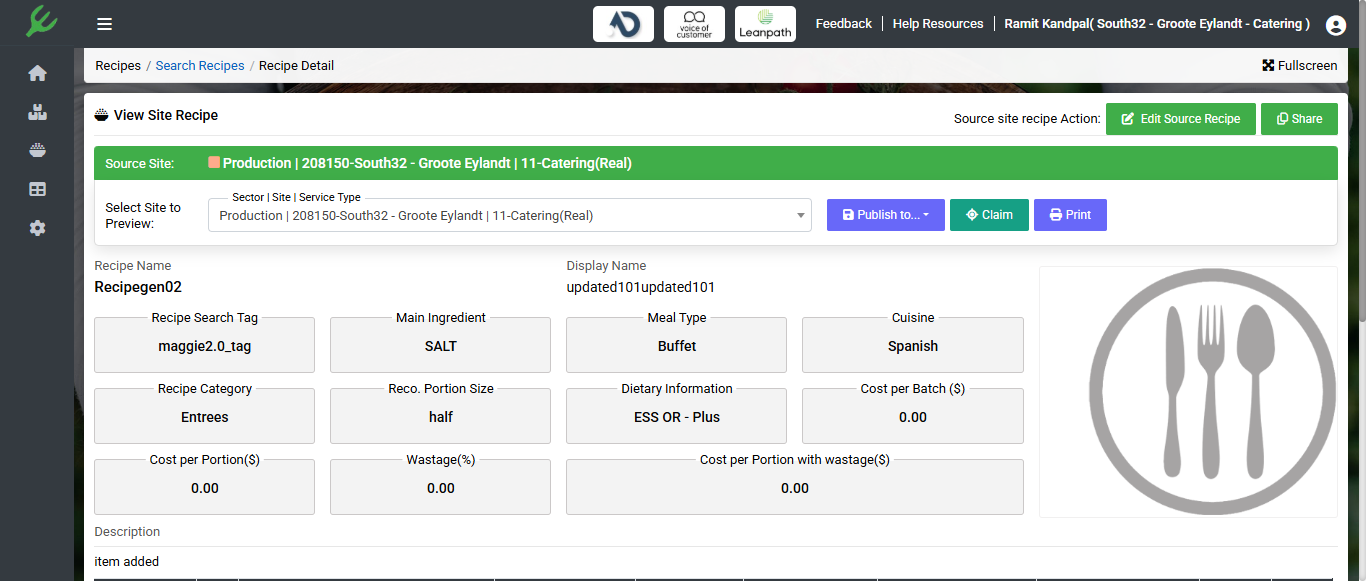 voice of
customer
Leanpath
Feedback
Help Resources
Ramit Kandpal( South32 - Groote Eylandt - Catering )
Recipes / Search Recipes / Recipe Detail
Fullscreen
View Site Recipe
Source site recipe Action:
Edit Source Recipe
Share
Source Site:
Production | 208150-South32 - Groote Eylandt | 11-Catering(Real)
Select Site to
Preview:
Sector | Site | Service Type
Production | 208150-South32 - Groote Eylandt | 11-Catering(Real)
Publish to...
Claim
Print
Recipe Name
Recipegen02
Display Name
updated101updated101
Recipe Search Tag
maggie2.0_tag
Main Ingredient
SALT
Meal Type
Buffet
Cuisine
Spanish
Recipe Category
Entrees
Reco. Portion Size
half
Dietary Information
ESS OR - Plus
Cost per Batch ($)
0.00
Cost per Portion($)
0.00
Wastage(%)
0.00
Cost per Portion with wastage($)
0.00
Description
item added